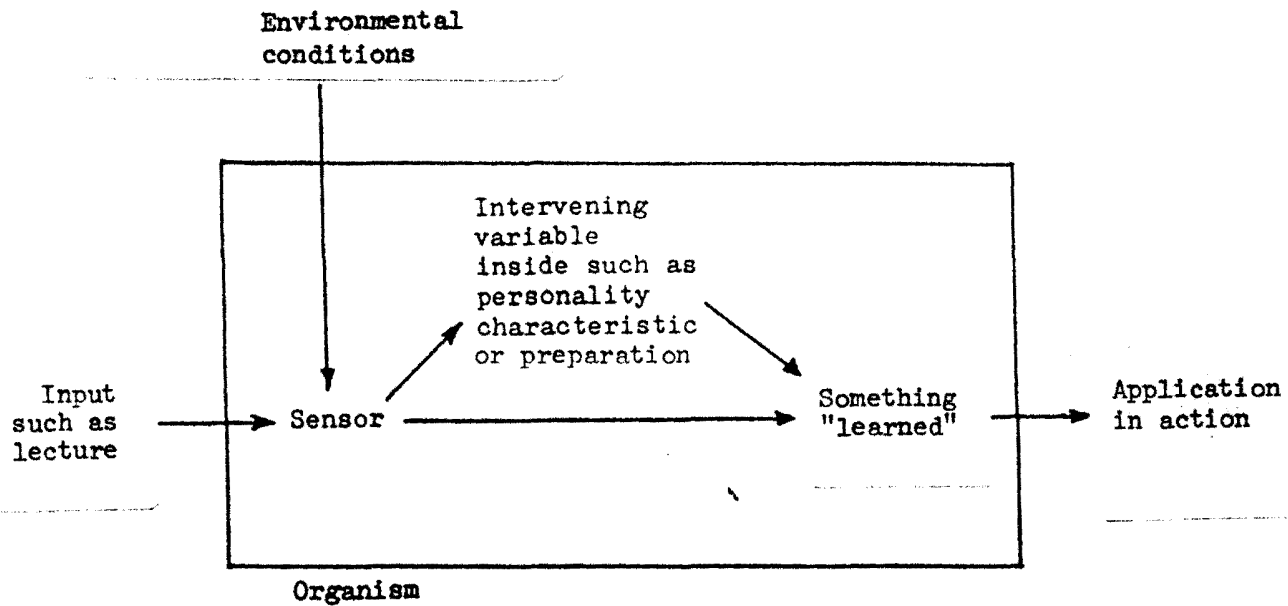 Environmental
conditions
Intervening
variable
inside such as
personality
characteristic
or preparation
Input
such as
lecture
Sensor
Something
"learned"
Application
in action
Organism